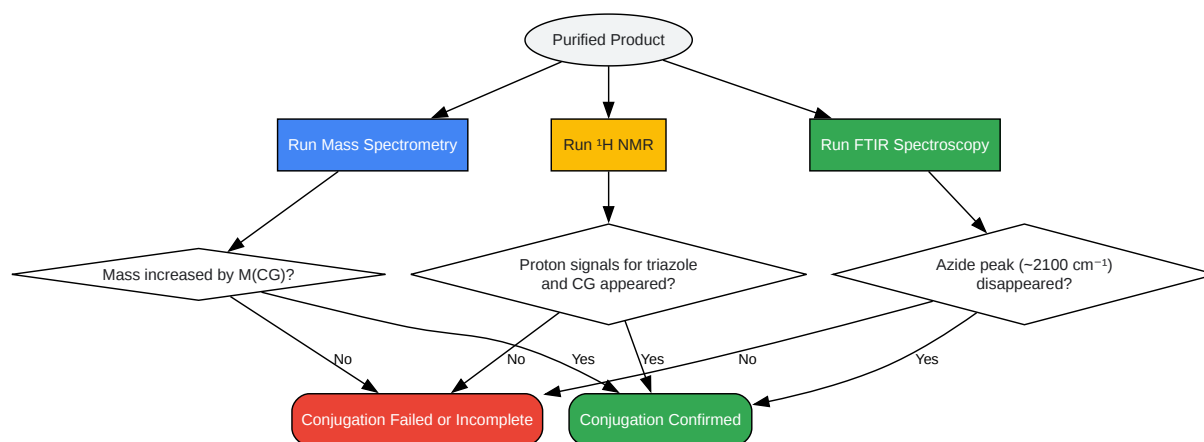 Purified Product
Run Mass Spectrometry
Run ¹H NMR
Run FTIR Spectroscopy
Mass increased by M(CG)?
Proton signals for triazole
and CG appeared?
Azide peak (~2100 cm⁻¹)
disappeared?
No
Yes
No
Yes
No
Yes
Conjugation Failed or Incomplete
Conjugation Confirmed